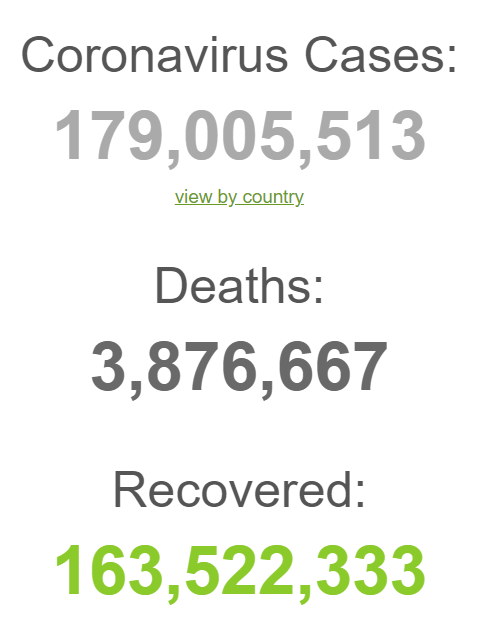 Coronavirus Cases:
179,005,513
view by country
Deaths:
3,876,667
Recovered:
163,522,333